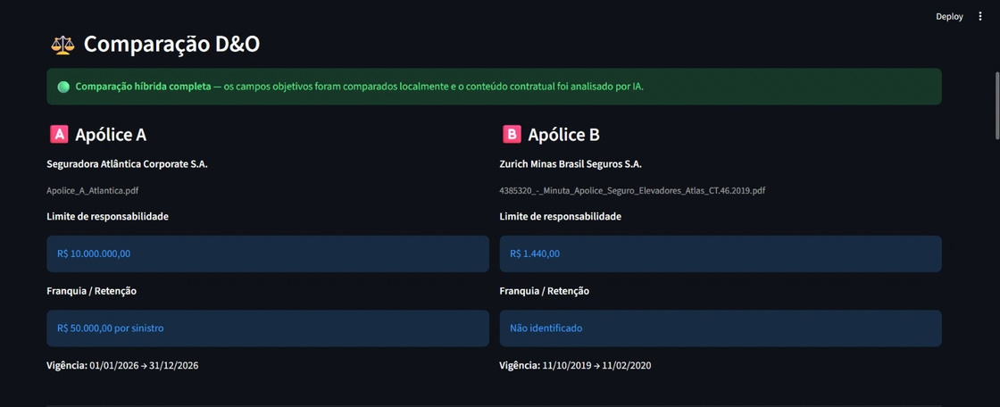 Deploy
Comparação D&O
Comparação híbrida completa — os campos objetivos foram comparados localmente e o conteúdo contratual foi analisado por IA.
A Apólice A
Seguradora Atlântica Corporate S.A.
Apolice_A_Atlantica.pdf
Limite de responsabilidade
R$ 10.000.000,00
Franquia / Retenção
R$ 50.000,00 por sinistro
Vigência: 01/01/2026 → 31/12/2026
B Apólice B
Zurich Minas Brasil Seguros S.A.
4385320_-_Minuta_Apolice_Seguro_Elevadores_Atlas_CT.46.2019.pdf
Limite de responsabilidade
R$ 1.440,00
Franquia / Retenção
Não identificado
Vigência: 11/10/2019 → 11/02/2020